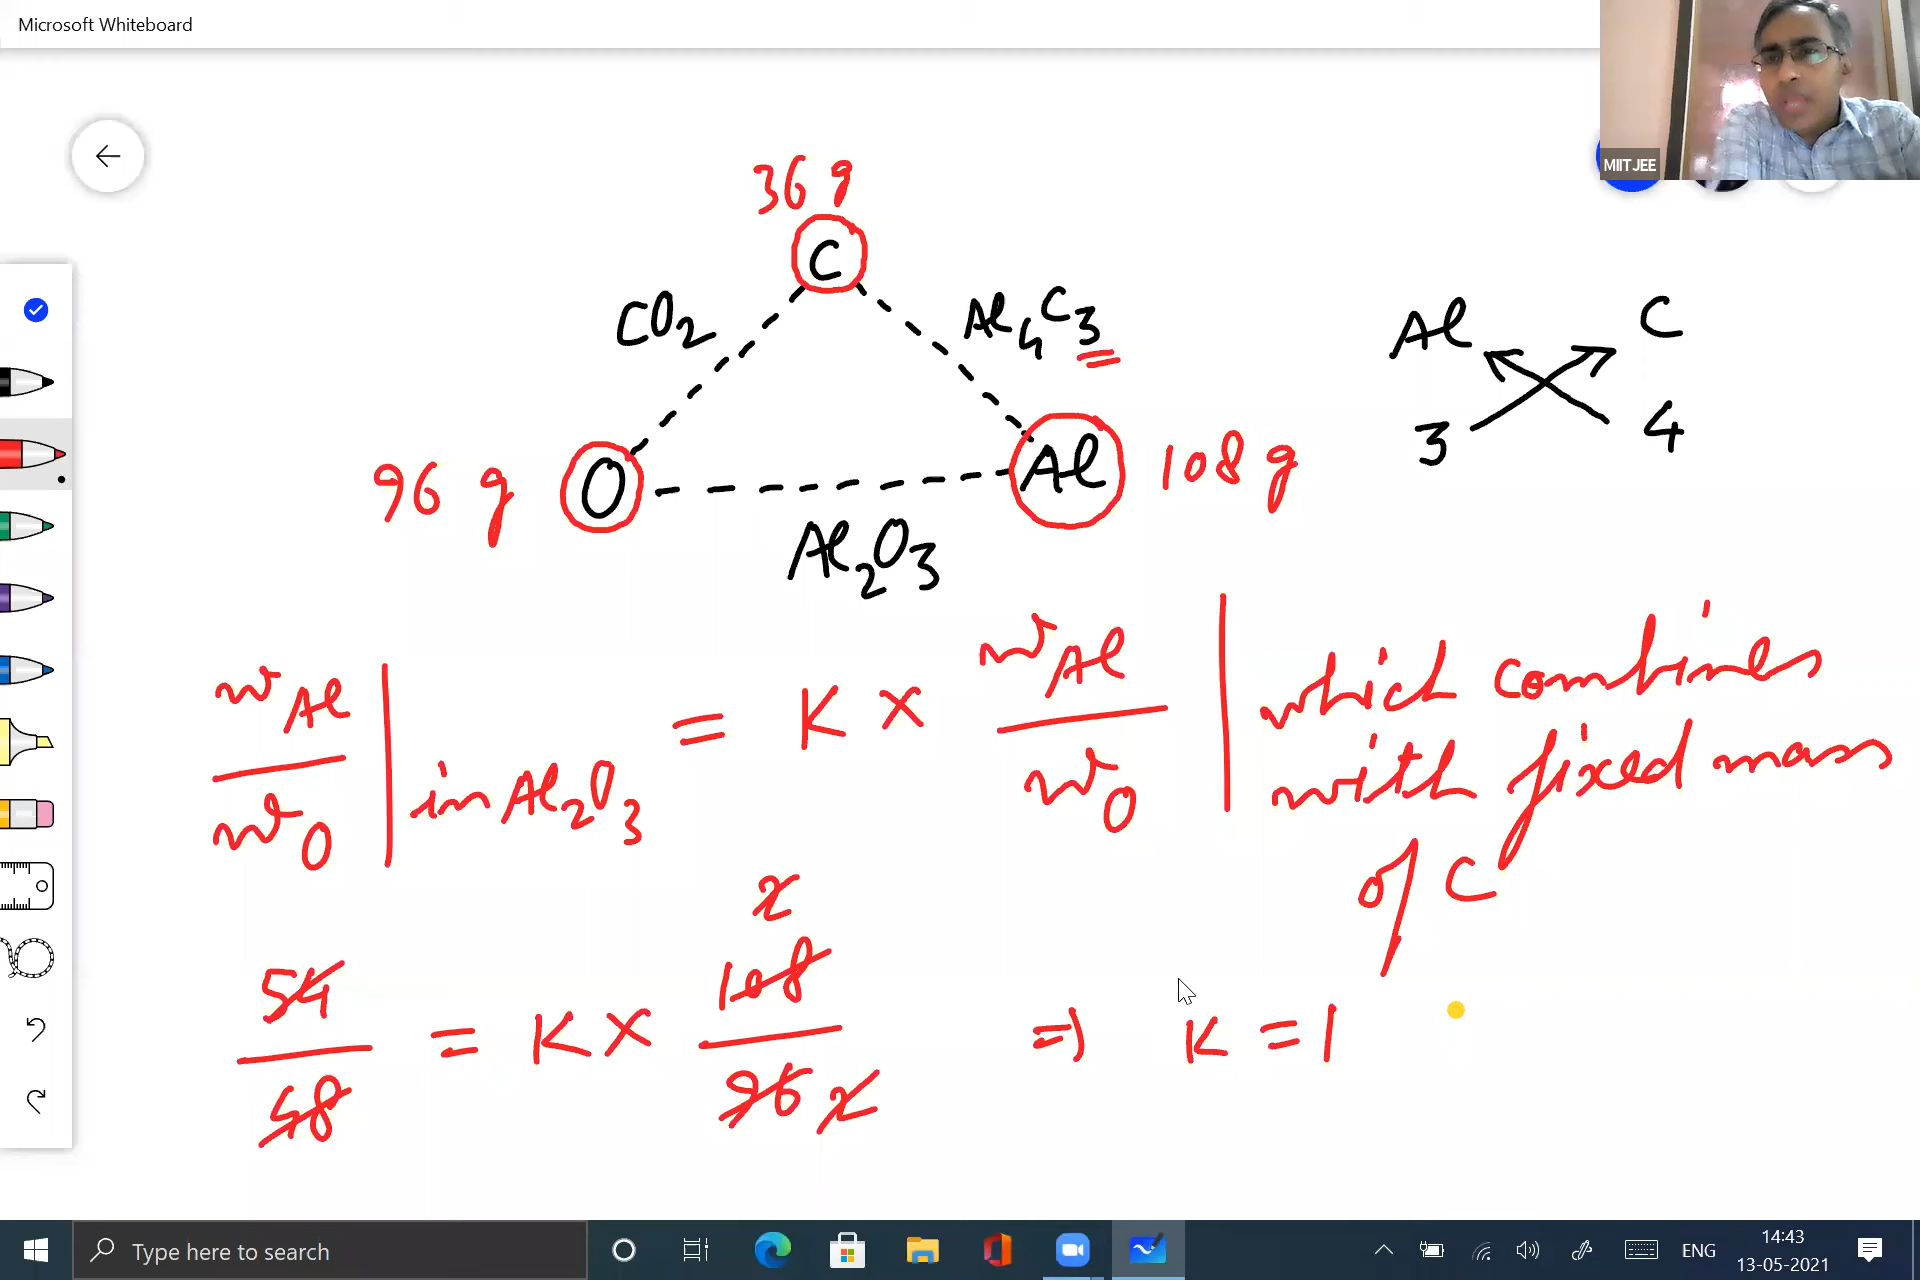 Microsoft Whiteboard
MIIT JEE
36 g
C
CO2
Al4C3
Al C
3 4
96 g O Al 108 g
Al2O3
wAl / wO | in Al2O3 = K × wAl / wO | which combines
with fixed mass
of C
54 / 48 = K × 108 / 96 ⇒ K = 1
2
2
Type here to search
ENG
14:43
13-05-2021